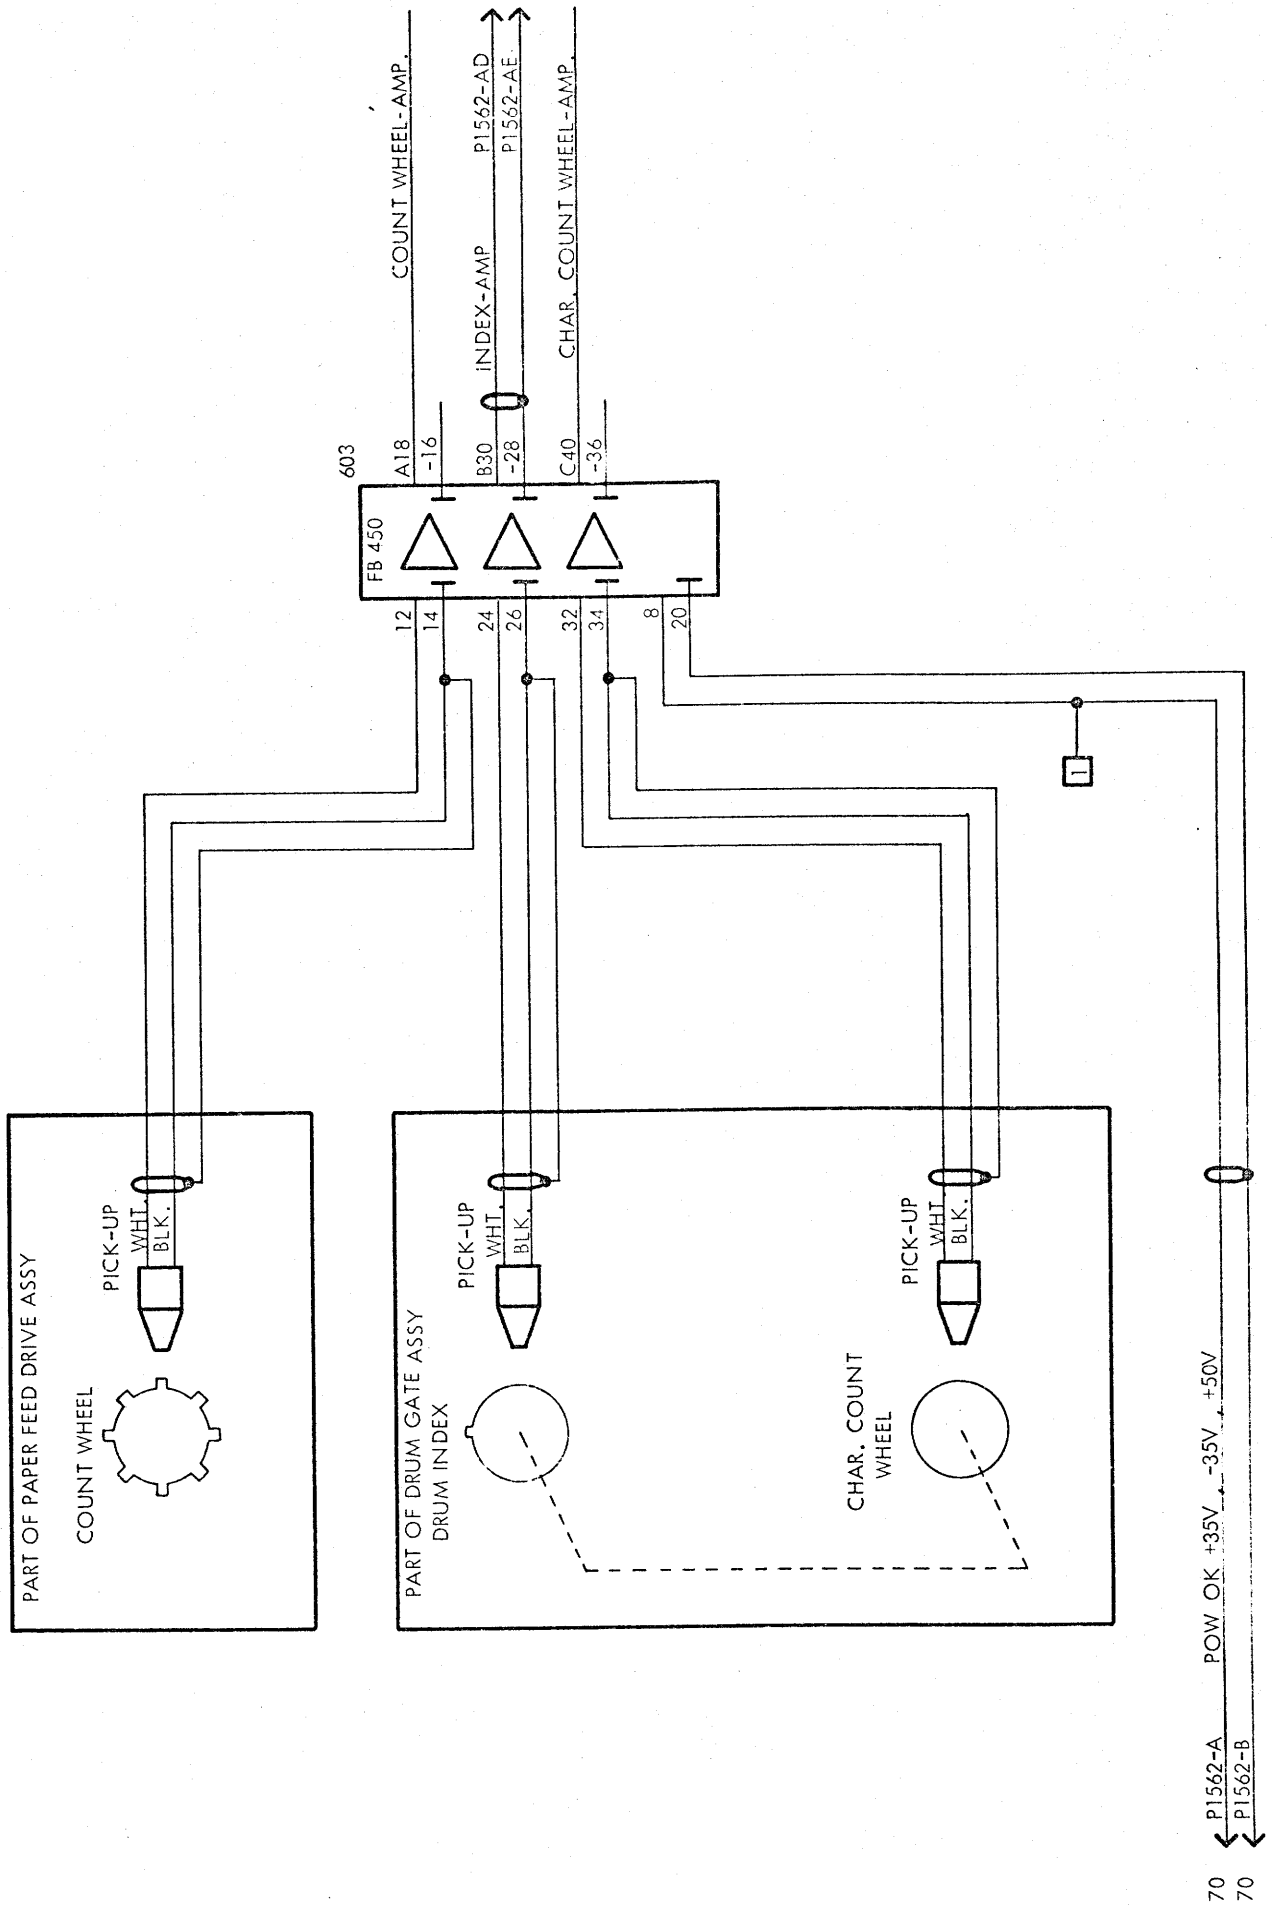 PART OF PAPER FEED DRIVE ASSY
COUNT WHEEL
PICK-UP
WHT.
BLK.
PART OF DRUM GATE ASSY
DRUM INDEX
PICK-UP
WHT.
BLK.
CHAR. COUNT
WHEEL
PICK-UP
WHT
BLK.
12
14
24
26
32
34
8
20
FB 450
603
A18
-16
B30
-28
C40
-36
COUNT WHEEL-AMP.
INDEX-AMP P1562-AD
P1562-AE
CHAR. COUNT WHEEL-AMP.
1
70 P1562-A POW OK +35V , -35V , +50V
70 P1562-B